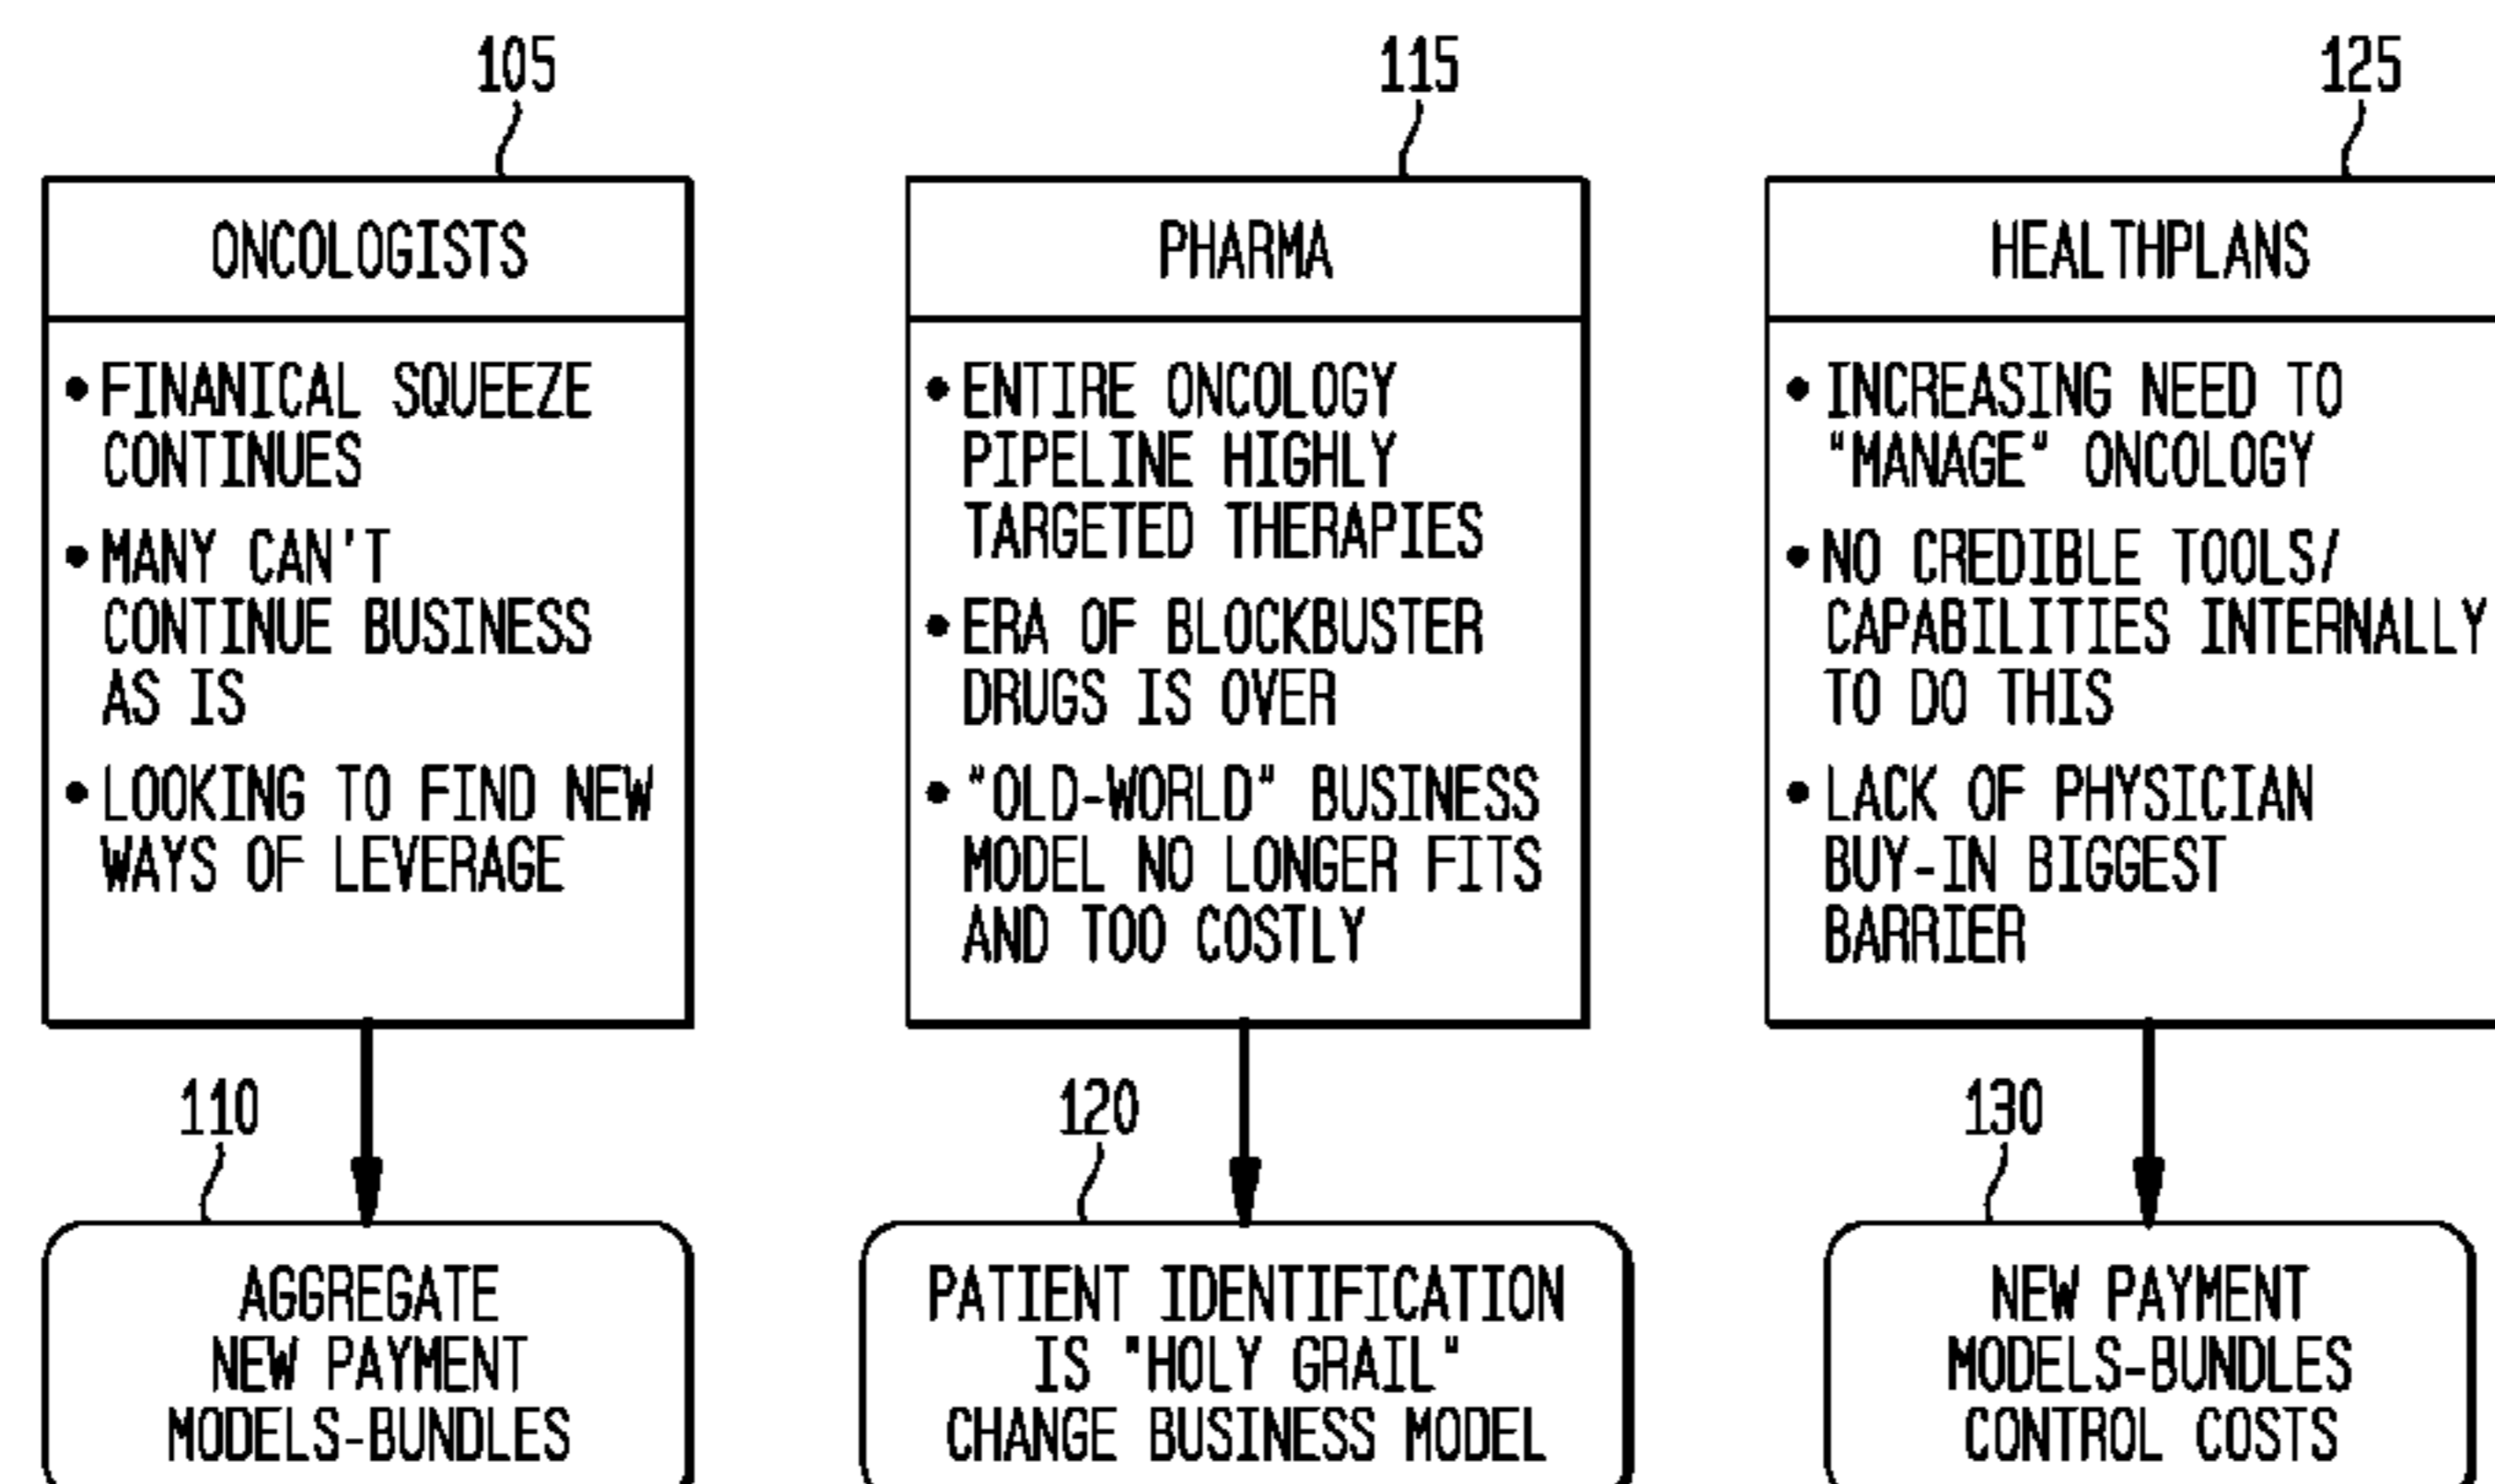 105
ONCOLOGISTS
• FINANICAL SQUEEZE
CONTINUES
• MANY CAN'T
CONTINUE BUSINESS
AS IS
• LOOKING TO FIND NEW
WAYS OF LEVERAGE
110
AGGREGATE
NEW PAYMENT
MODELS-BUNDLES
115
PHARMA
• ENTIRE ONCOLOGY
PIPELINE HIGHLY
TARGETED THERAPIES
• ERA OF BLOCKBUSTER
DRUGS IS OVER
• "OLD-WORLD" BUSINESS
MODEL NO LONGER FITS
AND TOO COSTLY
120
PATIENT IDENTIFICATION
IS "HOLY GRAIL"
CHANGE BUSINESS MODEL
125
HEALTHPLANS
• INCREASING NEED TO
"MANAGE" ONCOLOGY
• NO CREDIBLE TOOLS/
CAPABILITIES INTERNALLY
TO DO THIS
• LACK OF PHYSICIAN
BUY-IN BIGGEST
BARRIER
130
NEW PAYMENT
MODELS-BUNDLES
CONTROL COSTS